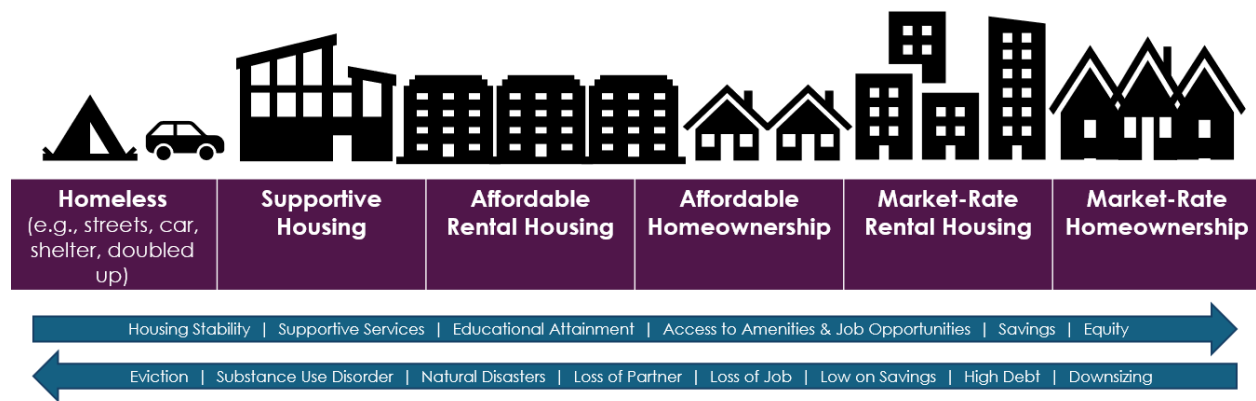 Homeless
(e.g., streets, car,
shelter, doubled
up)
Supportive
Housing
Affordable
Rental Housing
Affordable
Homeownership
Market-Rate
Rental Housing
Market-Rate
Homeownership
Housing Stability | Supportive Services | Educational Attainment | Access to Amenities & Job Opportunities | Savings | Equity
Eviction | Substance Use Disorder | Natural Disasters | Loss of Partner | Loss of Job | Low on Savings | High Debt | Downsizing